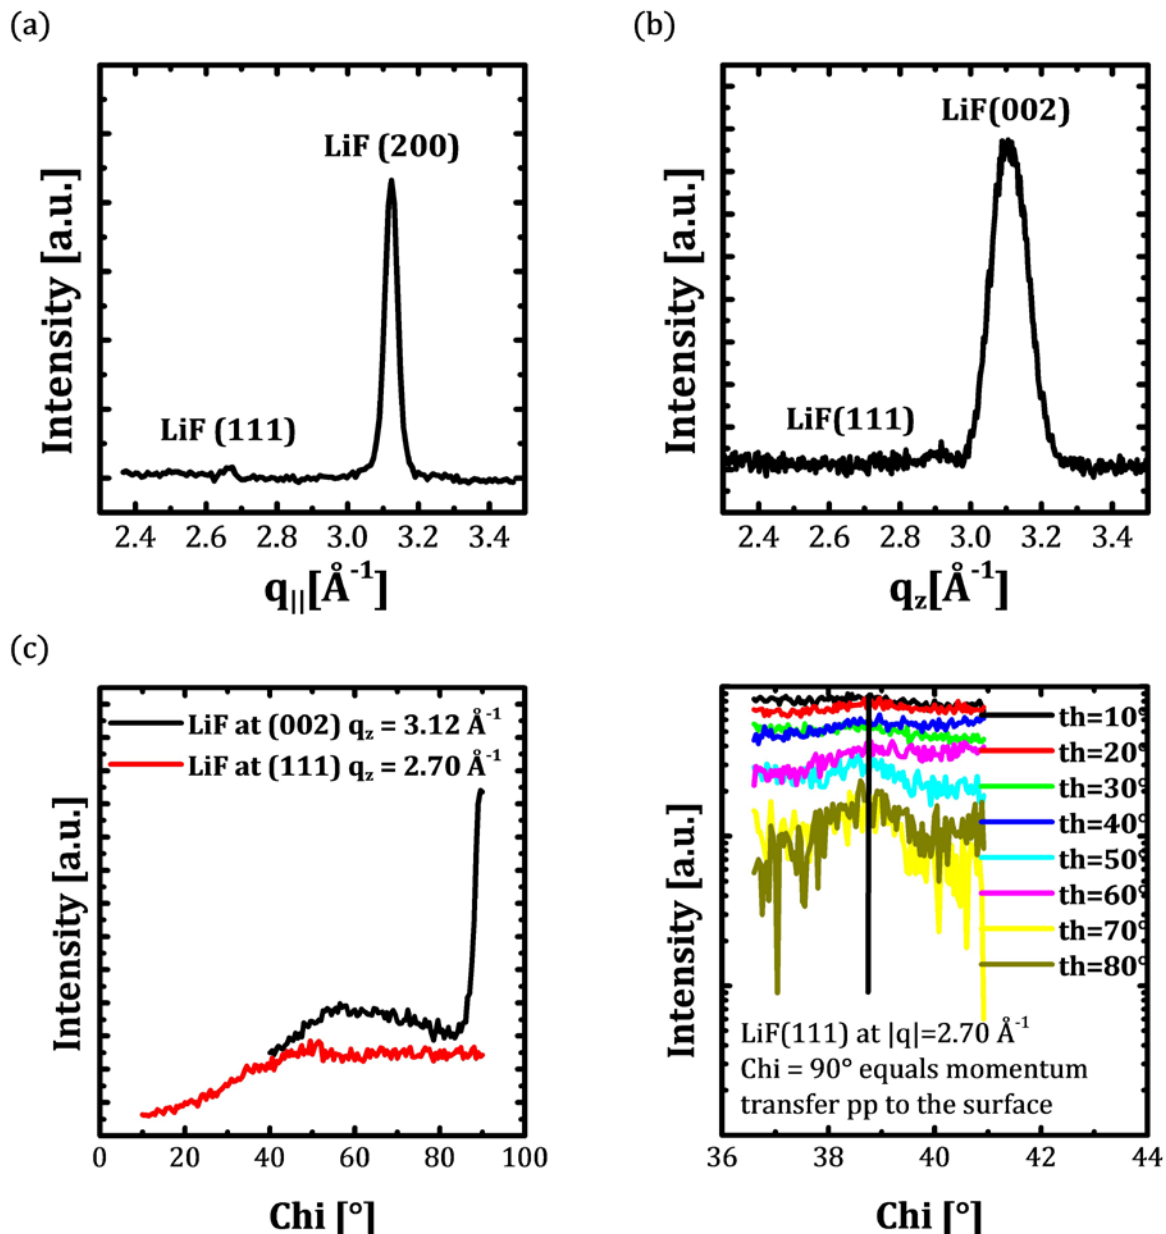 (a)
(b)
LiF (200)
LiF (111)
Intensity [a.u.]
2.4 2.6 2.8 3.0 3.2 3.4
q||[Å-1]
LiF(002)
LiF(111)
Intensity [a.u.]
2.4 2.6 2.8 3.0 3.2 3.4
qz[Å-1]
(c)
LiF at (002) qz = 3.12 Å-1
LiF at (111) qz = 2.70 Å-1
Intensity [a.u.]
0 20 40 60 80 100
Chi [°]
th=10°
th=20°
th=30°
th=40°
th=50°
th=60°
th=70°
th=80°
Intensity [a.u.]
LiF(111) at |q|=2.70 Å-1
Chi = 90° equals momentum
transfer pp to the surface
36 38 40 42 44
Chi [°]